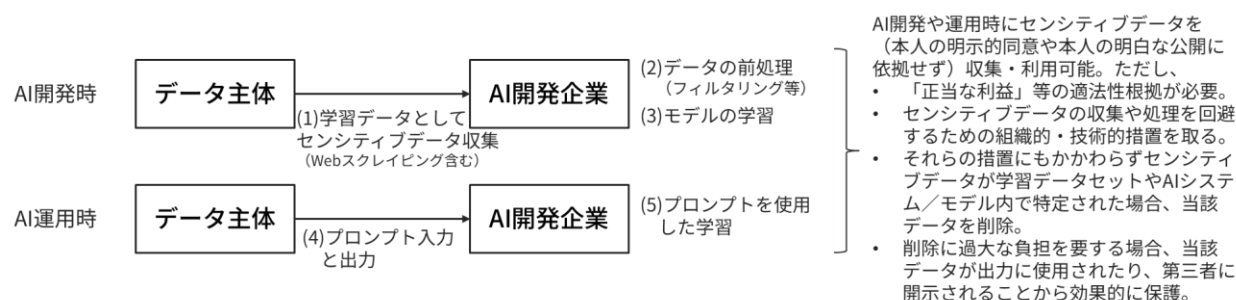 AI開発時
データ主体
(1)学習データとして
センシティブデータ収集
(Webスクレイピング含む)
AI開発企業
(2)データの前処理
(フィルタリング等)
(3)モデルの学習
AI運用時
データ主体
(4)プロンプト入力
と出力
AI開発企業
(5)プロンプトを使用
した学習
AI開発や運用時にセンシティブデータを
(本人の明示的同意や本人の明白な公開に
依拠せず)収集・利用可能。ただし、
• 「正当な利益」等の適法性根拠が必要。
• センシティブデータの収集や処理を回避
するための組織的・技術的措置を取る。
• それらの措置にもかかわらずセンシティ
ブデータが学習データセットやAIシステ
ム/モデル内で特定された場合、当該
データを削除。
• 削除に過大な負担を要する場合、当該
データが出力に使用されたり、第三者に
開示されることから効果的に保護。